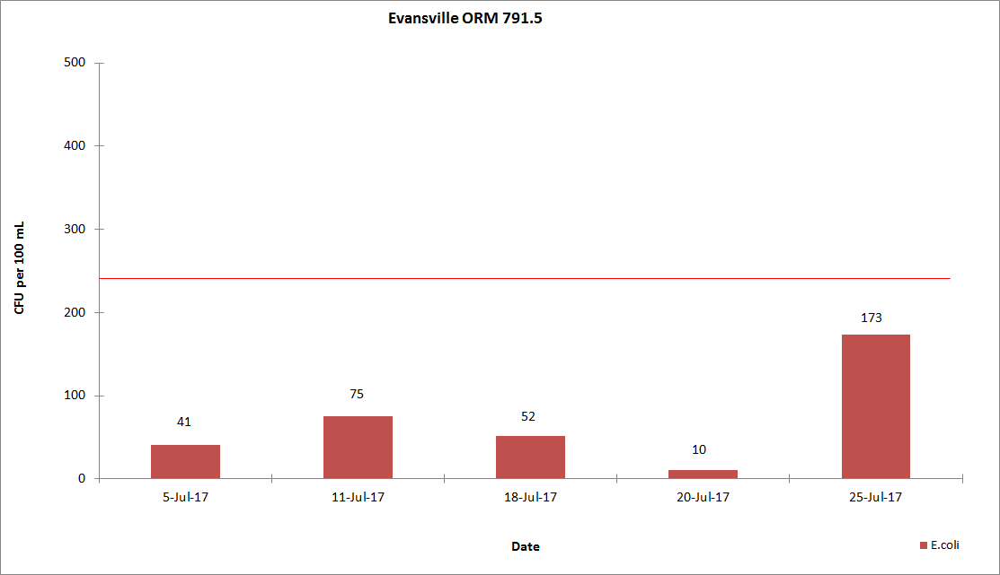 Evansville ORM 791.5
500
400
300
200
100
0
CFU per 100 mL
41
75
52
10
173
5-Jul-17
11-Jul-17
18-Jul-17
20-Jul-17
25-Jul-17
Date
E.coli